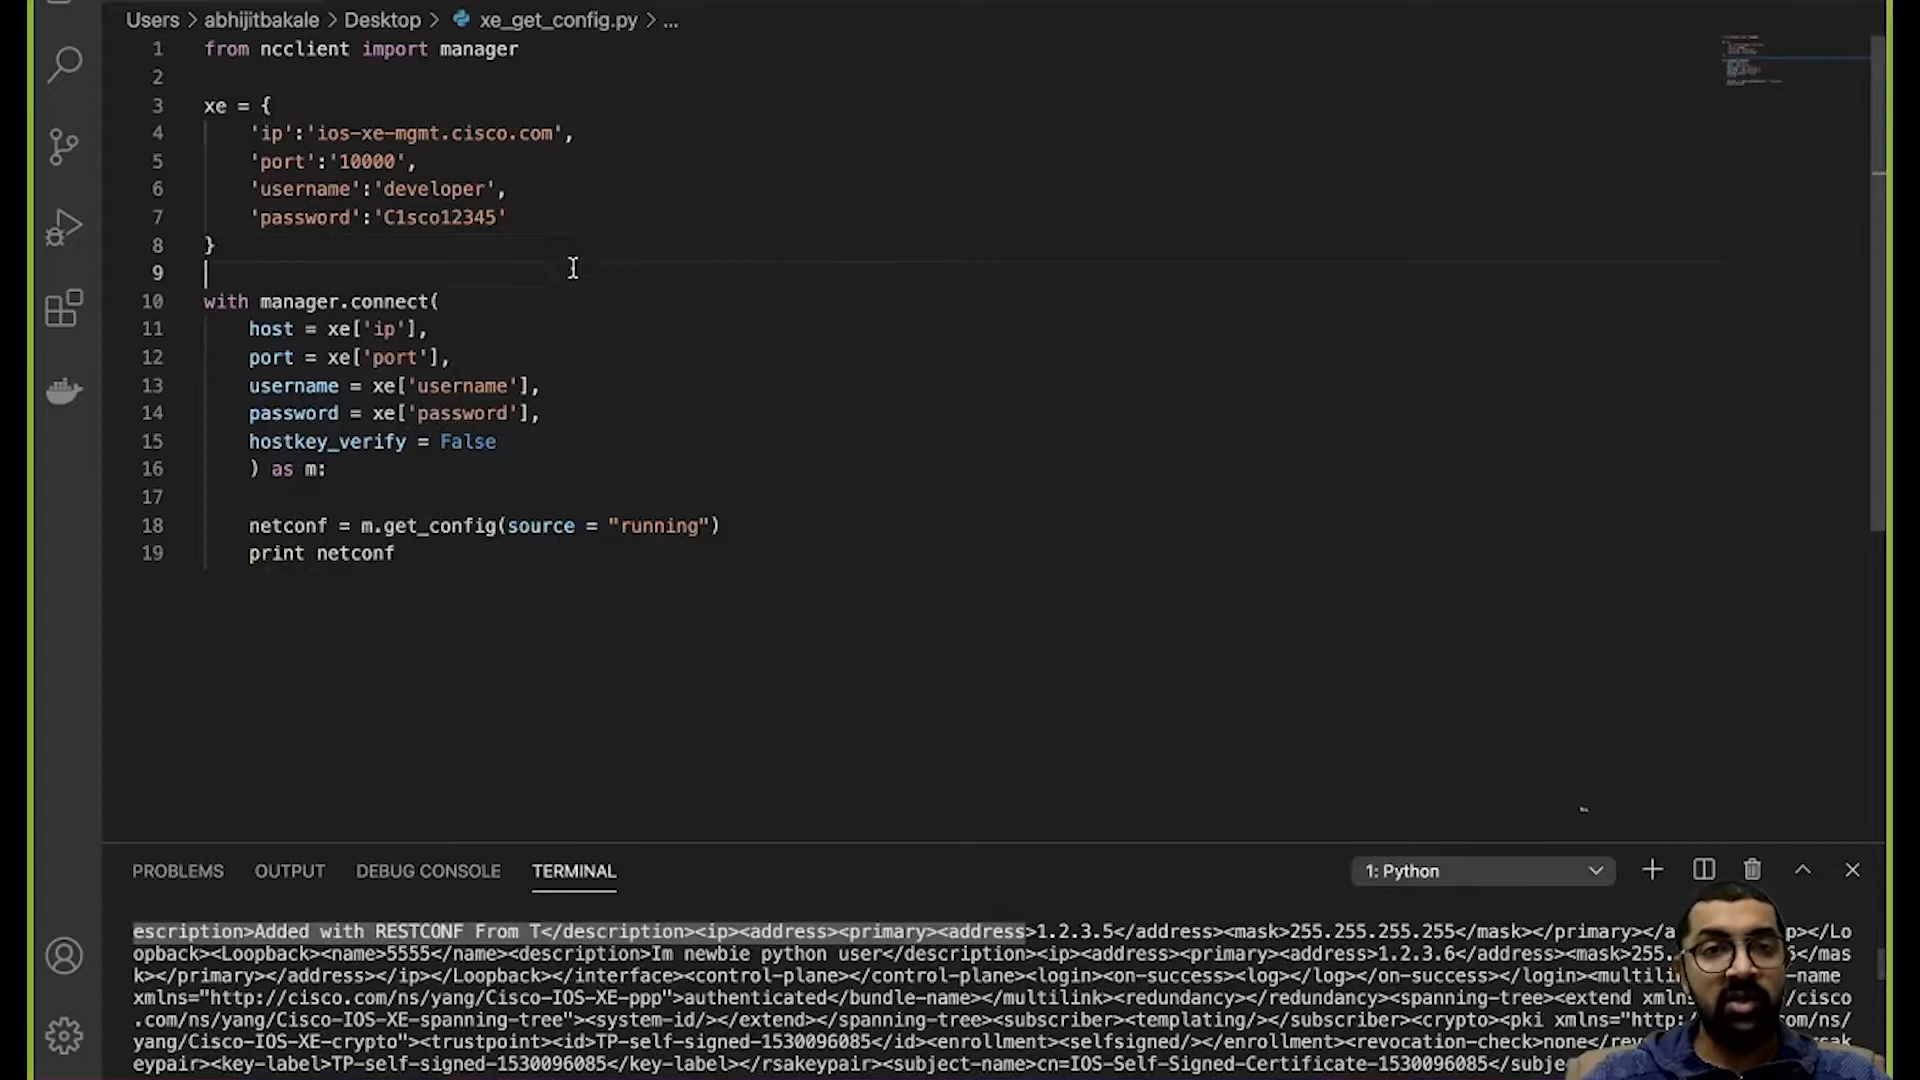 Users > abhijitbakale > Desktop > xe_get_config.py > ...
1 from ncclient import manager
2
3 xe = {
4 'ip':'ios-xe-mgmt.cisco.com',
5 'port':'10000',
6 'username':'developer',
7 'password':'C1sco12345'
8 }
9
10 with manager.connect(
11 host = xe['ip'],
12 port = xe['port'],
13 username = xe['username'],
14 password = xe['password'],
15 hostkey_verify = False
16 ) as m:
17
18 netconf = m.get_config(source = "running")
19 print netconf
PROBLEMS OUTPUT DEBUG CONSOLE TERMINAL 1: Python
escription>Added with RESTCONF From T</description><ip><address><primary><address>1.2.3.5</address><mask>255.255.255.255</mask></primary></a p></Lo
opback><Loopback><name>5555</name><description>Im newbie python user</description><ip><address><primary><address>1.2.3.6</address><mask>255. </mas
k></primary></address></ip></Loopback></interface><control-plane></control-plane><login><on-success><log></log></on-success></login><multilin -name
xmlns="http://cisco.com/ns/yang/Cisco-IOS-XE-ppp">authenticated</bundle-name></multilink><redundancy></redundancy><spanning-tree><extend xmlns /cisco
.com/ns/yang/Cisco-IOS-XE-spanning-tree"><system-id/></extend></spanning-tree><subscriber><templating/></subscriber><crypto><pki xmlns="http: om/ns/
yang/Cisco-IOS-XE-crypto"><trustpoint><id>TP-self-signed-1530096085</id><enrollment><selfsigned/></enrollment><revocation-check>none</rev rsak
eypair><key-label>TP-self-signed-1530096085</key-label></rsakeypair><subject-name>cn=IOS-Self-Signed-Certificate-1530096085</subje